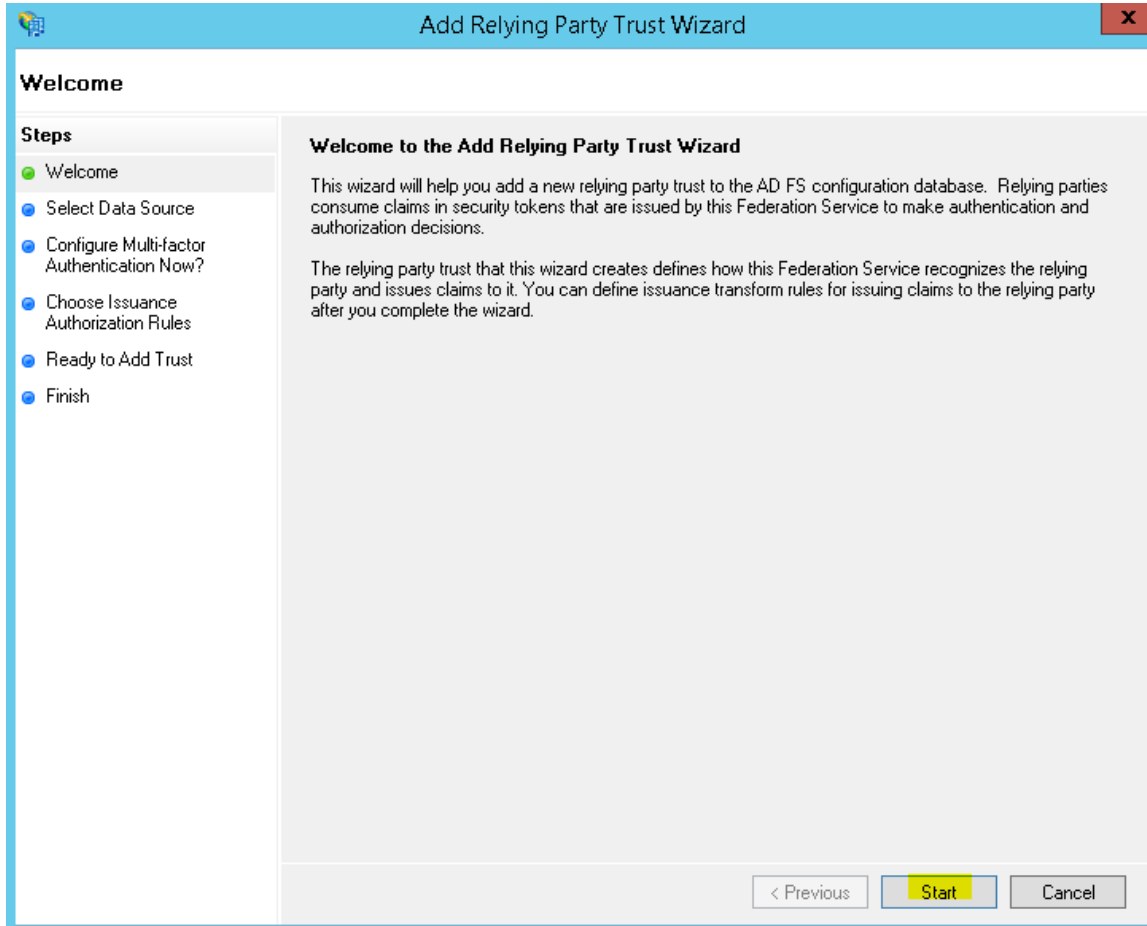 Add Relying Party Trust Wizard
x
Welcome
Steps
Welcome
Select Data Source
Configure Multi-factor
Authentication Now?
Choose Issuance
Authorization Rules
Ready to Add Trust
Finish
Welcome to the Add Relying Party Trust Wizard
This wizard will help you add a new relying party trust to the AD FS configuration database.  Relying parties
consume claims in security tokens that are issued by this Federation Service to make authentication and
authorization decisions.
The relying party trust that this wizard creates defines how this Federation Service recognizes the relying
party and issues claims to it. You can define issuance transform rules for issuing claims to the relying party
after you complete the wizard.
< Previous
Start
Cancel